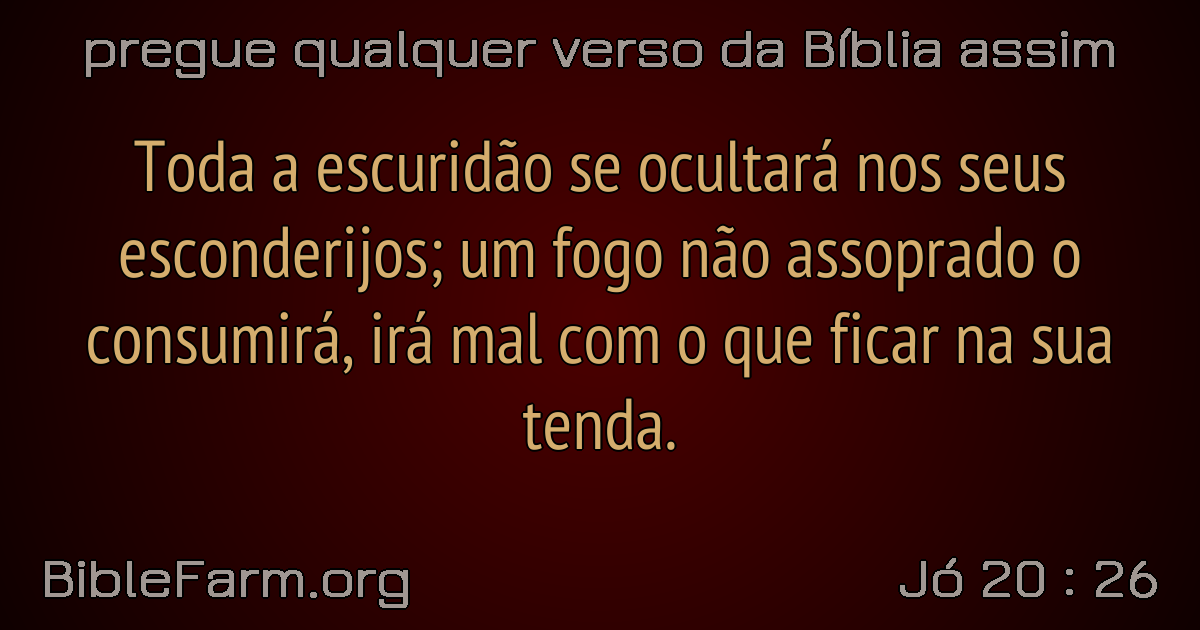 pregue qualquer verso da Bíblia assim
Toda a escuridão se ocultará nos seus
esconderijos; um fogo não assoprado o
consumirá, irá mal com o que ficar na sua
tenda.
BibleFarm.org
Jó 20 : 26